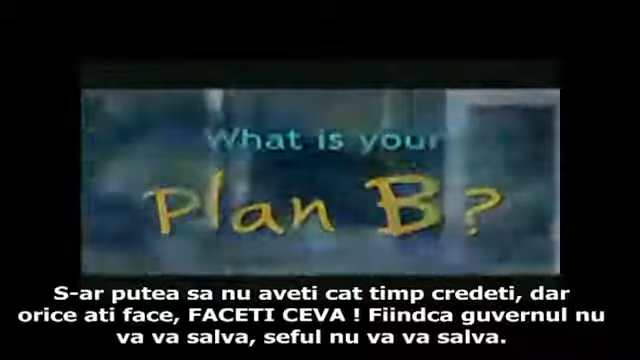 What is your
Plan B?
S-ar putea sa nu aveti cat timp credeti, dar
orice ati face, FACETI CEVA ! Fiindca guvernul nu
va va salva, seful nu va va salva.